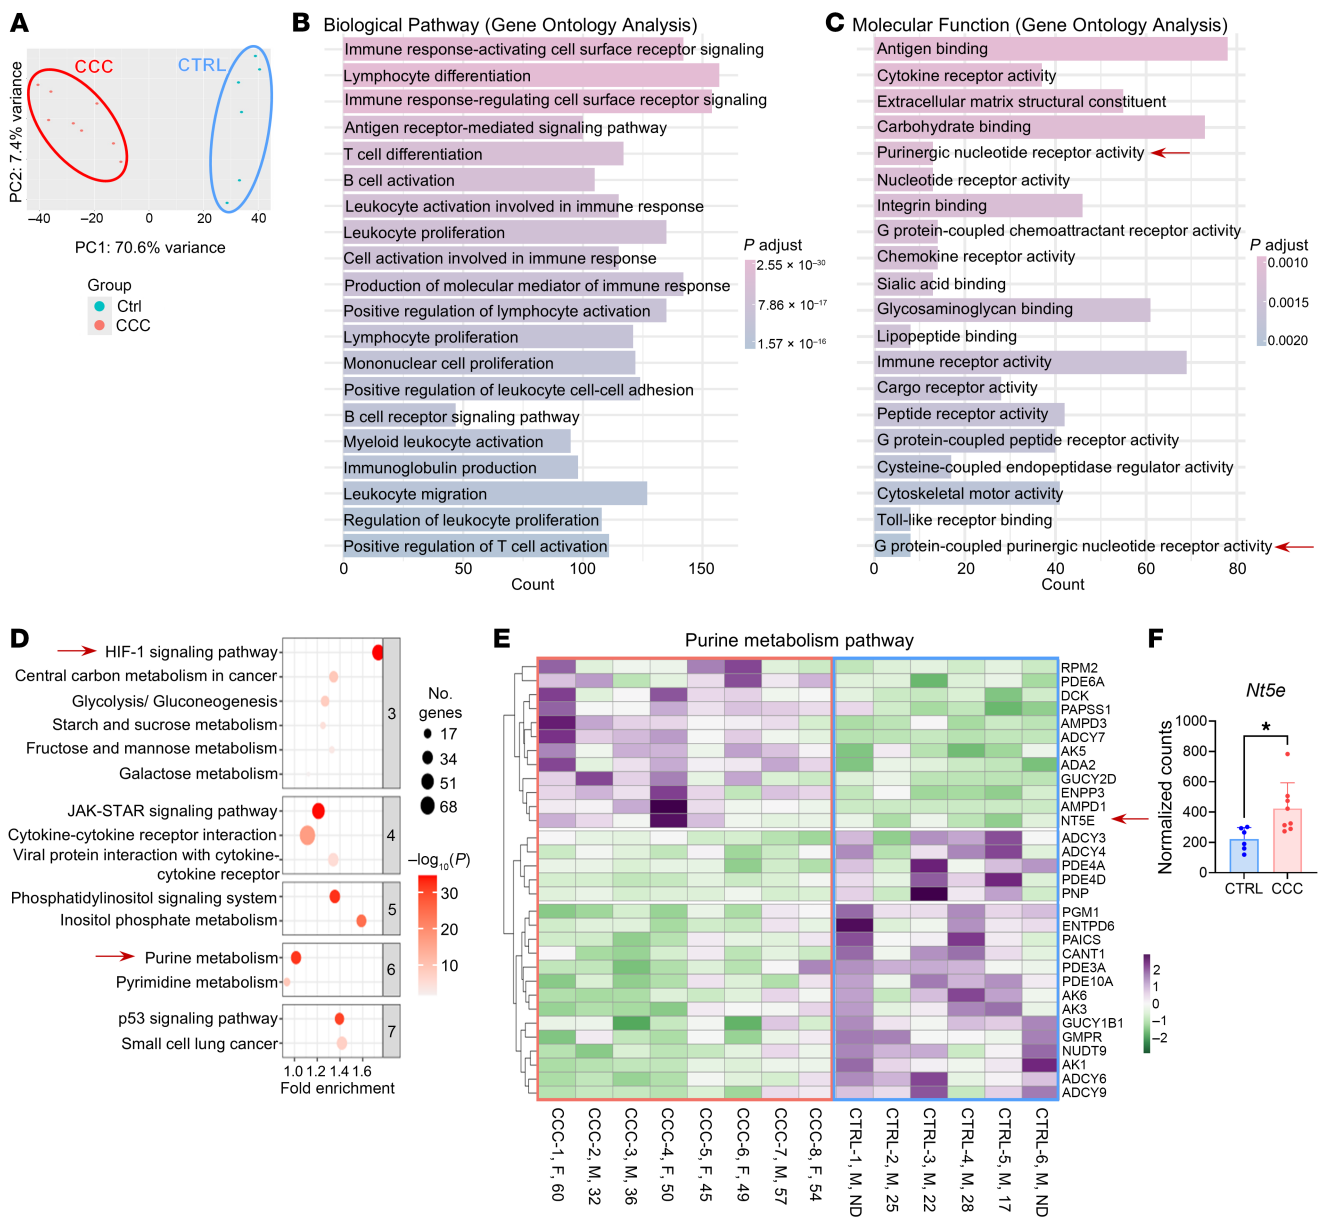 A
CCC
CTRL
PC2: 7.4% variance
−40
−20
0
20
40
PC1: 70.6% variance
Group
Ctrl
CCC
B
Biological Pathway (Gene Ontology Analysis)
Immune response-activating cell surface receptor signaling
Lymphocyte differentiation
Immune response-regulating cell surface receptor signaling
Antigen receptor-mediated signaling pathway
T cell differentiation
B cell activation
Leukocyte activation involved in immune response
Leukocyte proliferation
Cell activation involved in immune response
Production of molecular mediator of immune response
Positive regulation of lymphocyte activation
Lymphocyte proliferation
Mononuclear cell proliferation
Positive regulation of leukocyte cell-cell adhesion
B cell receptor signaling pathway
Myeloid leukocyte activation
Immunoglobulin production
Leukocyte migration
Regulation of leukocyte proliferation
Positive regulation of T cell activation
0
50
100
150
Count
P adjust
2.55 × 10⁻³⁰
7.86 × 10⁻¹⁷
1.57 × 10⁻¹⁶
C
Molecular Function (Gene Ontology Analysis)
Antigen binding
Cytokine receptor activity
Extracellular matrix structural constituent
Carbohydrate binding
Purinergic nucleotide receptor activity
Nucleotide receptor activity
Integrin binding
G protein-coupled chemoattractant receptor activity
Chemokine receptor activity
Sialic acid binding
Glycosaminoglycan binding
Lipopeptide binding
Immune receptor activity
Cargo receptor activity
Peptide receptor activity
G protein-coupled peptide receptor activity
Cysteine-coupled endopeptidase regulator activity
Cytoskeletal motor activity
Toll-like receptor binding
G protein-coupled purinergic nucleotide receptor activity
0
20
40
60
80
Count
P adjust
0.0010
0.0015
0.0020
D
HIF-1 signaling pathway
Central carbon metabolism in cancer
Glycolysis/ Gluconeogenesis
Starch and sucrose metabolism
Fructose and mannose metabolism
Galactose metabolism
3
JAK-STAR signaling pathway
Cytokine-cytokine receptor interaction
Viral protein interaction with cytokine-
cytokine receptor
4
Phosphatidylinositol signaling system
Inositol phosphate metabolism
5
Purine metabolism
Pyrimidine metabolism
6
p53 signaling pathway
Small cell lung cancer
7
1.0 1.2 1.4 1.6
Fold enrichment
No.
genes
17
34
51
68
−log₁₀(P)
30
20
10
E
Purine metabolism pathway
RPM2
PDE6A
DCK
PAPSS1
AMPD3
ADCY7
AK5
ADA2
GUCY2D
ENPP3
AMPD1
NT5E
ADCY3
ADCY4
PDE4A
PDE4D
PNP
PGM1
ENTPD6
PAICS
CANT1
PDE3A
PDE10A
AK6
AK3
GUCY1B1
GMPR
NUDT9
AK1
ADCY6
ADCY9
CCC-1, F, 60
CCC-2, M, 32
CCC-3, M, 36
CCC-4, F, 50
CCC-5, F, 45
CCC-6, F, 49
CCC-7, M, 57
CCC-8, F, 54
CTRL-1, M, ND
CTRL-2, M, 25
CTRL-3, M, 22
CTRL-4, M, 28
CTRL-5, M, 17
CTRL-6, M, ND
2
1
0
−1
−2
F
Nt5e
*
Normalized counts
1000
800
600
400
200
0
CTRL
CCC